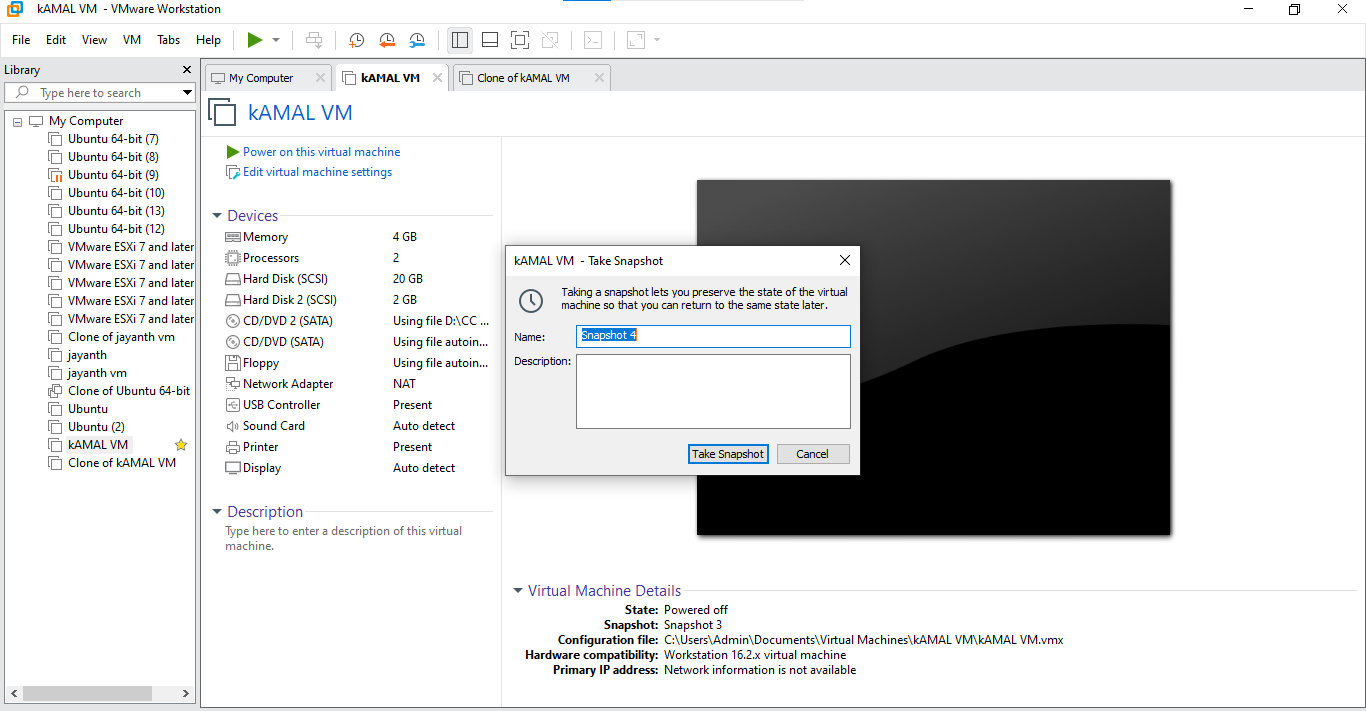 kAMAL VM - VMware Workstation
File Edit View VM Tabs Help
Library
Type here to search
My Computer
Ubuntu 64-bit (7)
Ubuntu 64-bit (8)
Ubuntu 64-bit (9)
Ubuntu 64-bit (10)
Ubuntu 64-bit (13)
Ubuntu 64-bit (12)
VMware ESXi 7 and later
VMware ESXi 7 and later
VMware ESXi 7 and later
VMware ESXi 7 and later
VMware ESXi 7 and later
Clone of jayanth vm
jayanth
jayanth vm
Clone of Ubuntu 64-bit
Ubuntu
Ubuntu (2)
kAMAL VM
Clone of kAMAL VM
My Computer kAMAL VM Clone of kAMAL VM
kAMAL VM
Power on this virtual machine
Edit virtual machine settings
Devices
Memory 4 GB
Processors 2
Hard Disk (SCSI) 20 GB
Hard Disk 2 (SCSI) 2 GB
CD/DVD 2 (SATA) Using file D:\CC ...
CD/DVD (SATA) Using file autoin...
Floppy Using file autoin...
Network Adapter NAT
USB Controller Present
Sound Card Auto detect
Printer Present
Display Auto detect
Description
Type here to enter a description of this virtual
machine.
kAMAL VM - Take Snapshot
Taking a snapshot lets you preserve the state of the virtual
machine so that you can return to the same state later.
Name: Snapshot 4
Description:
Take Snapshot Cancel
Virtual Machine Details
State: Powered off
Snapshot: Snapshot 3
Configuration file: C:\Users\Admin\Documents\Virtual Machines\kAMAL VM\kAMAL VM.vmx
Hardware compatibility: Workstation 16.2.x virtual machine
Primary IP address: Network information is not available